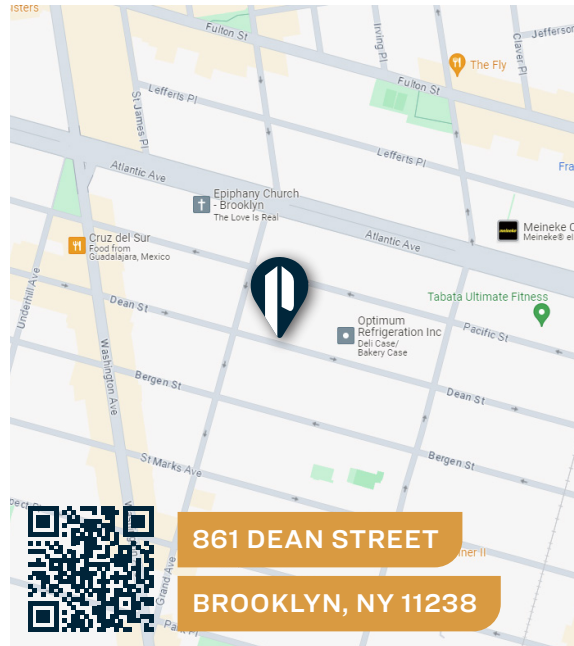 Fulton St
Irving Pl
Jefferson
Claver Pl
The Fly
Fulton St
Lefferts Pl
St James Pl
Lefferts Pl
Atlantic Ave
Epiphany Church
- Brooklyn
The Love Is Real
Atlantic Ave
Meineke C
Meineke® el
Cruz del Sur
Food from
Guadalajara, Mexico
Underhill Ave
Tabata Ultimate Fitness
Dean St
Optimum
Refrigeration Inc
Deli Case/
Bakery Case
Pacific St
Washington Ave
Bergen St
Dean St
St Marks Ave
Bergen St
861 DEAN STREET
BROOKLYN, NY 11238
Grand Ave